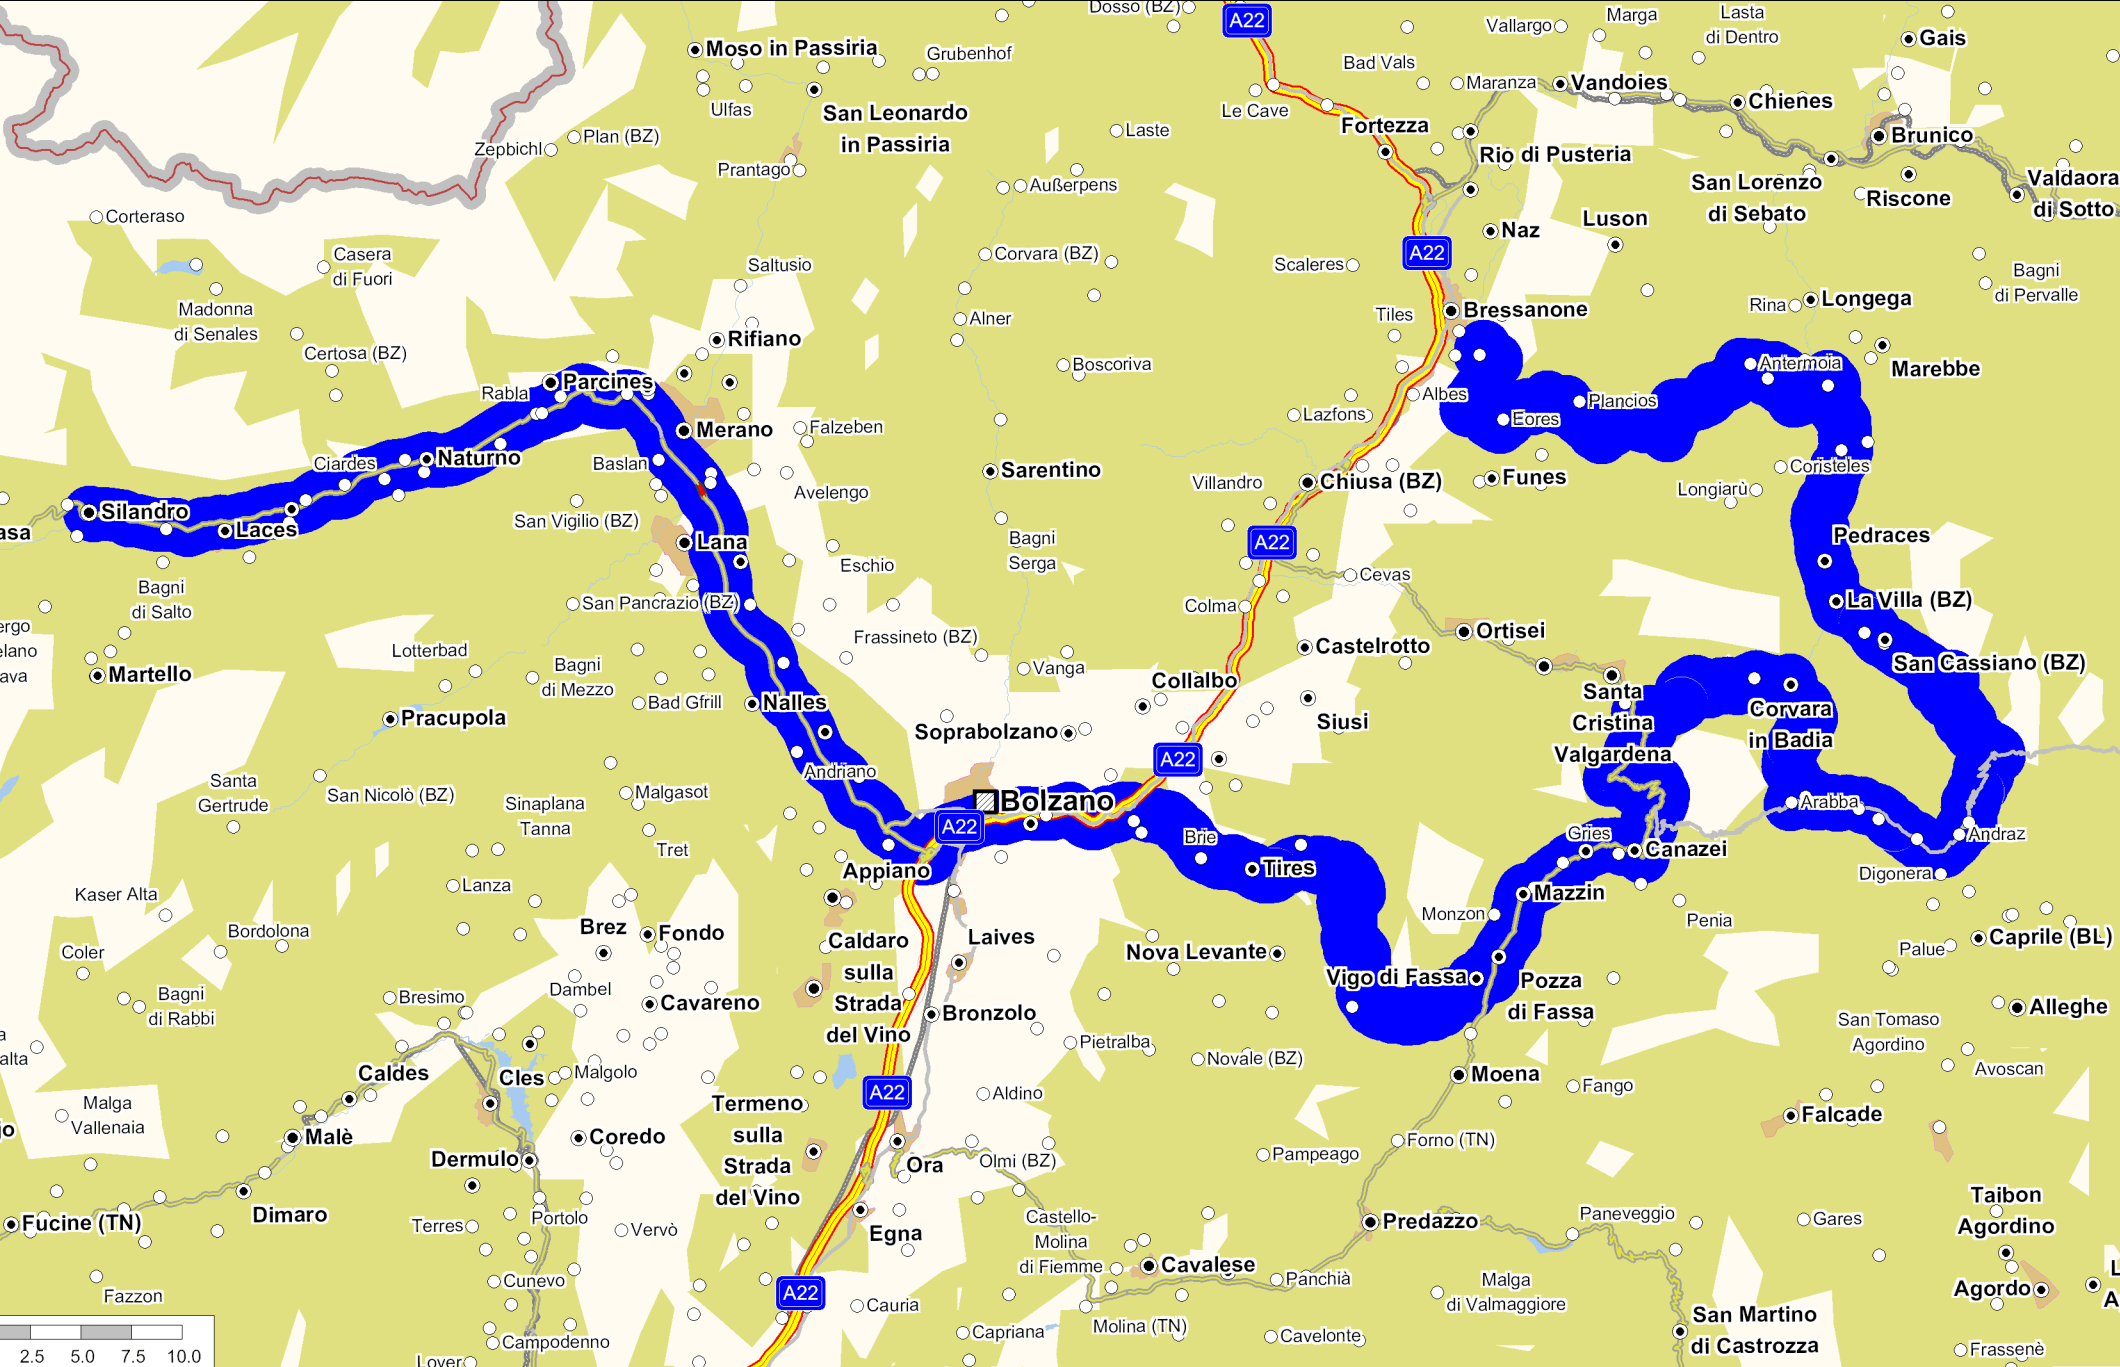 Dosso (BZ)
A22
Vallargo
Marga
Lasta
di Dentro
Gais
Moso in Passiria
Grubenhof
Bad Vals
Maranza
Vandoies
Chienes
Ulfas
San Leonardo
in Passiria
Le Cave
Fortezza
Laste
Brunico
Zepbichl
Plan (BZ)
Prantago
Rio di Pusteria
San Lorenzo
di Sebato
Riscone
Valdaora
di Sotto
Außerpens
Corteraso
Luson
Naz
A22
Casera
di Fuori
Corvara (BZ)
Saltusio
Scaleres
Bagni
di Pervalle
Madonna
di Senales
Rina
Longega
Alner
Tiles
Bressanone
Rifiano
Certosa (BZ)
Boscoriva
Antermoia
Marebbe
Rabla
Parcines
Albes
Plancios
Lazfons
Eores
Merano
Falzeben
Ciardes
Naturno
Baslan
Sarentino
Coristeles
Villandro
Chiusa (BZ)
Funes
Longiarù
Avelengo
Silandro
Laces
asa
San Vigilio (BZ)
Lana
Bagni
Serga
A22
Pedraces
Eschio
Cevas
Bagni
di Salto
San Pancrazio (BZ)
Colma
La Villa (BZ)
ergo
elano
ava
Frassineto (BZ)
Ortisei
Castelrotto
Lotterbad
Martello
Bagni
di Mezzo
Vanga
San Cassiano (BZ)
Collalbo
Santa
Cristina
Valgardena
Bad Gfrill
Nalles
Corvara
in Badia
Pracupola
Soprabolzano
Siusi
A22
Andriano
Santa
Gertrude
San Nicolò (BZ)
Sinaplana
Tanna
Malgasot
Bolzano
A22
Arabba
Brie
Gries
Canazei
Andraz
Tret
Appiano
Tires
Digonera
Lanza
Kaser Alta
Mazzin
Monzon
Penia
Brez
Fondo
Bordolona
Caldaro
sulla
Strada
del Vino
Laives
Coler
Nova Levante
Palue
Caprile (BL)
Vigo di Fassa
Pozza
di Fassa
Bagni
di Rabbi
Bresimo
Dambel
Cavareno
Bronzolo
Alleghe
San Tomaso
Agordino
a
alta
Pietralba
Novale (BZ)
Caldes
Cles
Malgolo
Moena
Fango
Avoscan
A22
Aldino
Malga
Vallenaia
Termeno
sulla
Strada
del Vino
Falcade
jo
Malè
Coredo
Forno (TN)
Dermulo
Ora
Olmi (BZ)
Pampeago
Taibon
Agordino
Fucine (TN)
Dimaro
Terres
Portolo
Vervò
Egna
Castello-
Molina
di Fiemme
Predazzo
Paneveggio
Gares
Cavalese
Panchià
Cunevo
A22
Fazzon
Cauria
Malga
di Valmaggiore
Agordo
L
A
San Martino
di Castrozza
Campodenno
Capriana
Molina (TN)
Cavelonte
Frassenè
Lover
2.5 5.0 7.5 10.0